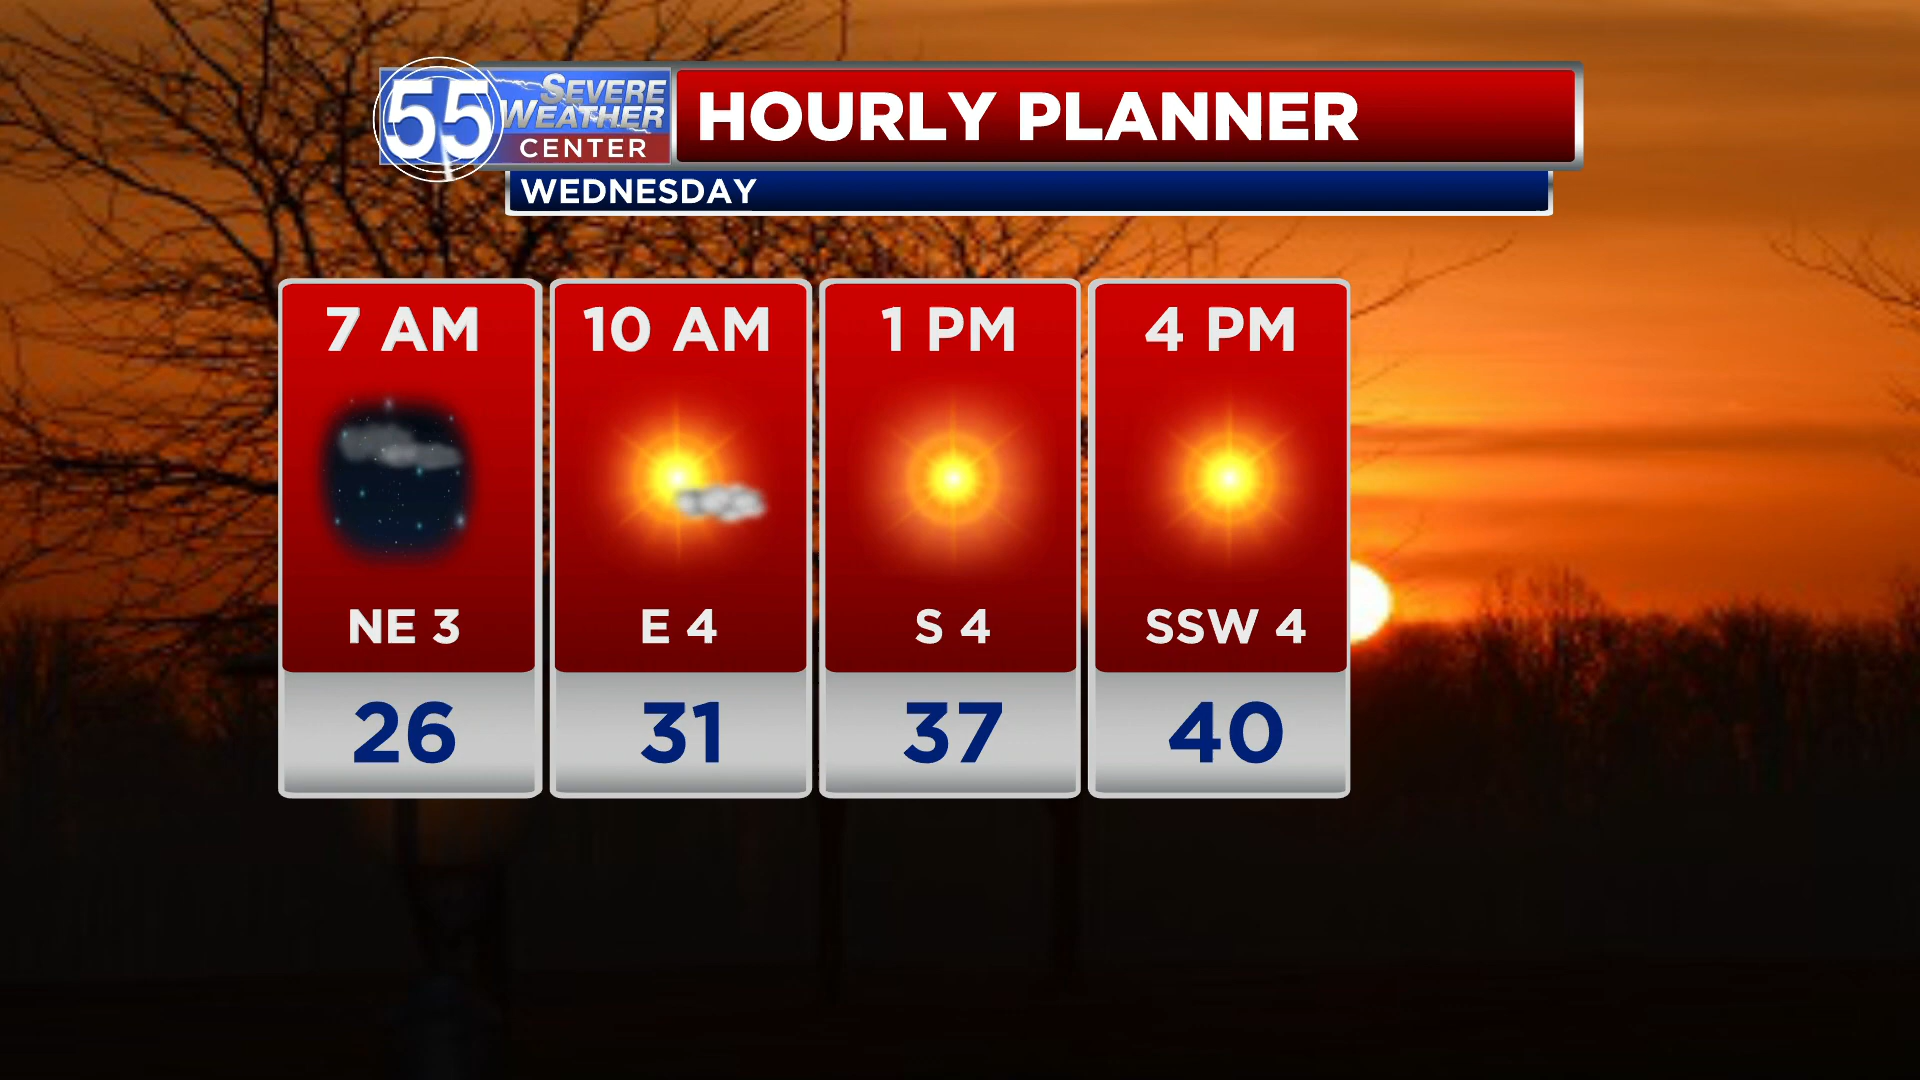 55 SEVERE WEATHER CENTER
HOURLY PLANNER
WEDNESDAY
7 AM
NE 3
26
10 AM
E 4
31
1 PM
S 4
37
4 PM
SSW 4
40